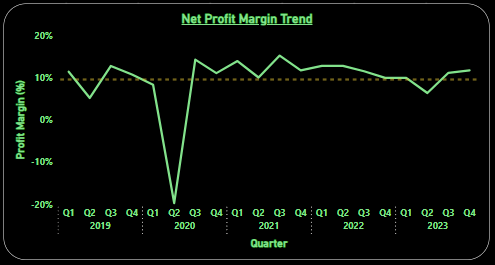 Net Profit Margin Trend
20%
10%
0%
-10%
-20%
Profit Margin (%)
Q1 Q2 Q3 Q4 Q1 Q2 Q3 Q4 Q1 Q2 Q3 Q4 Q1 Q2 Q3 Q4 Q1 Q2 Q3 Q4
2019 2020 2021 2022 2023
Quarter